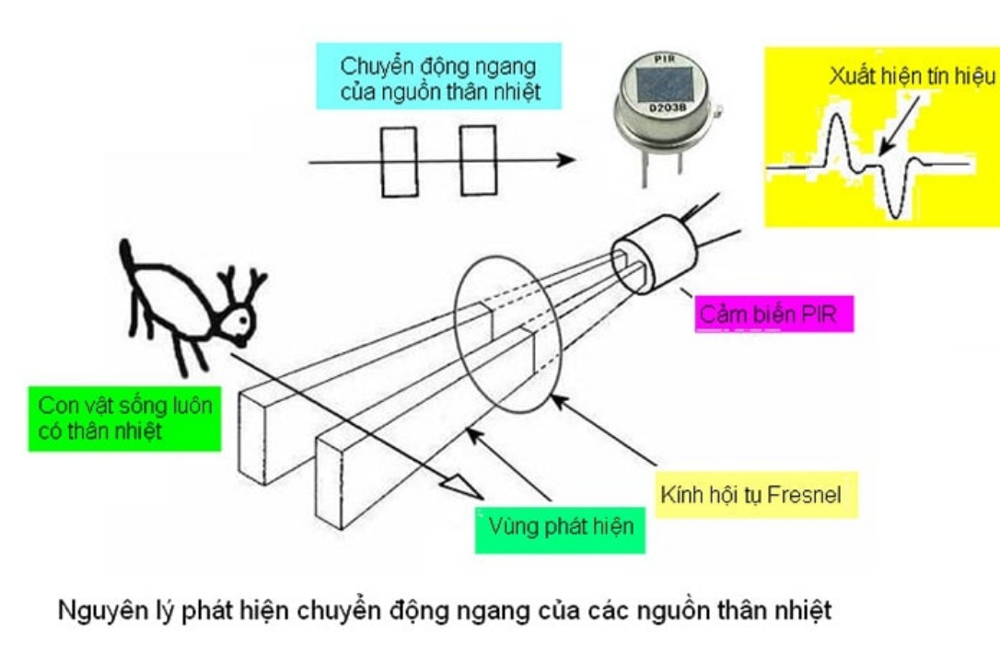 Chuyển động ngang
của nguồn thân nhiệt
PIR
D203B
Xuất hiện tín hiệu
Cảm biến PIR
Con vật sống luôn
có thân nhiệt
Kính hội tụ Fresnel
Vùng phát hiện
Nguyên lý phát hiện chuyển động ngang của các nguồn thân nhiệt